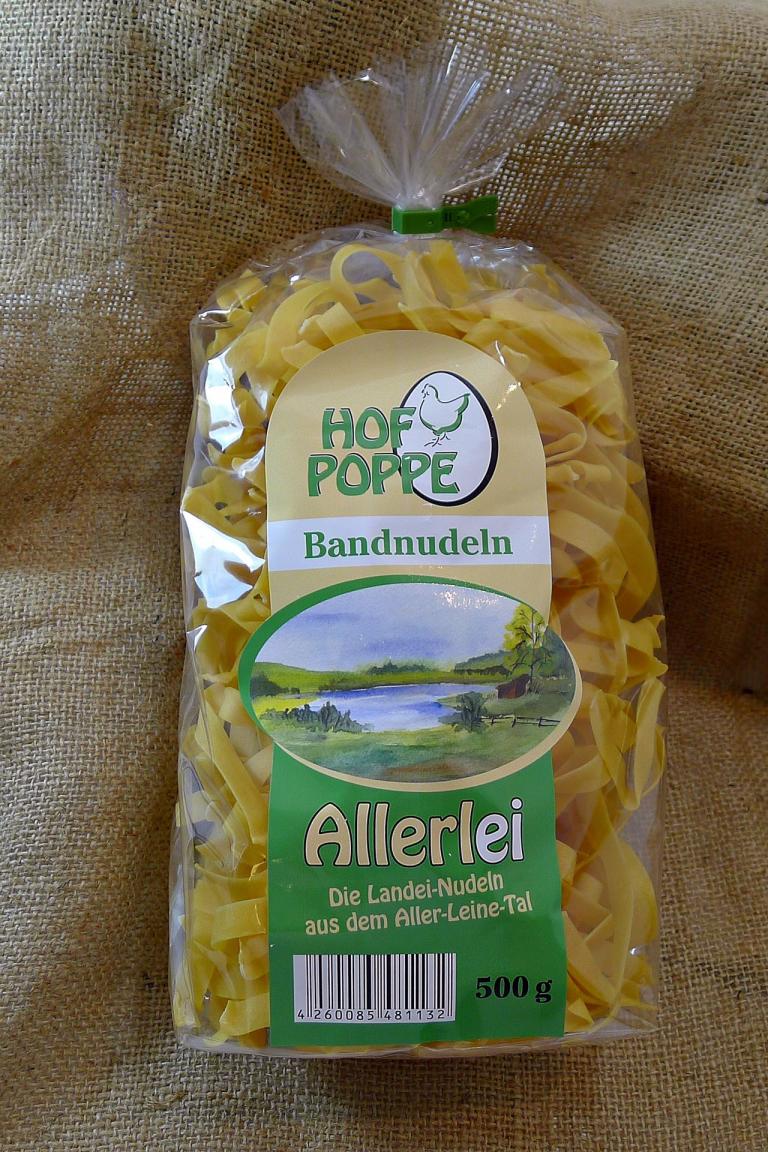 HOF
POPPE
Bandnudeln
Allerlei
Die Landei-Nudeln
aus dem Aller-Leine-Tal
500 g
4 260085 481132